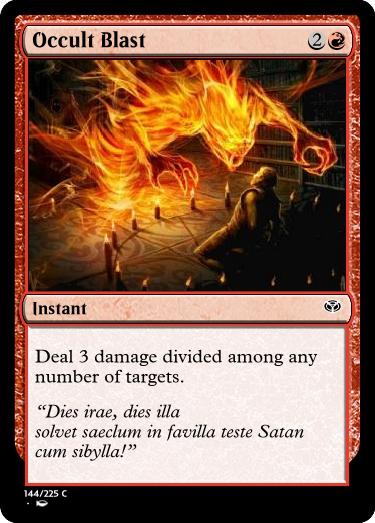 Occult Blast 2
Instant
Deal 3 damage divided among any
number of targets.
“Dies irae, dies illa
solvet saeclum in favilla teste Satan
cum sibylla!”
144/225 C